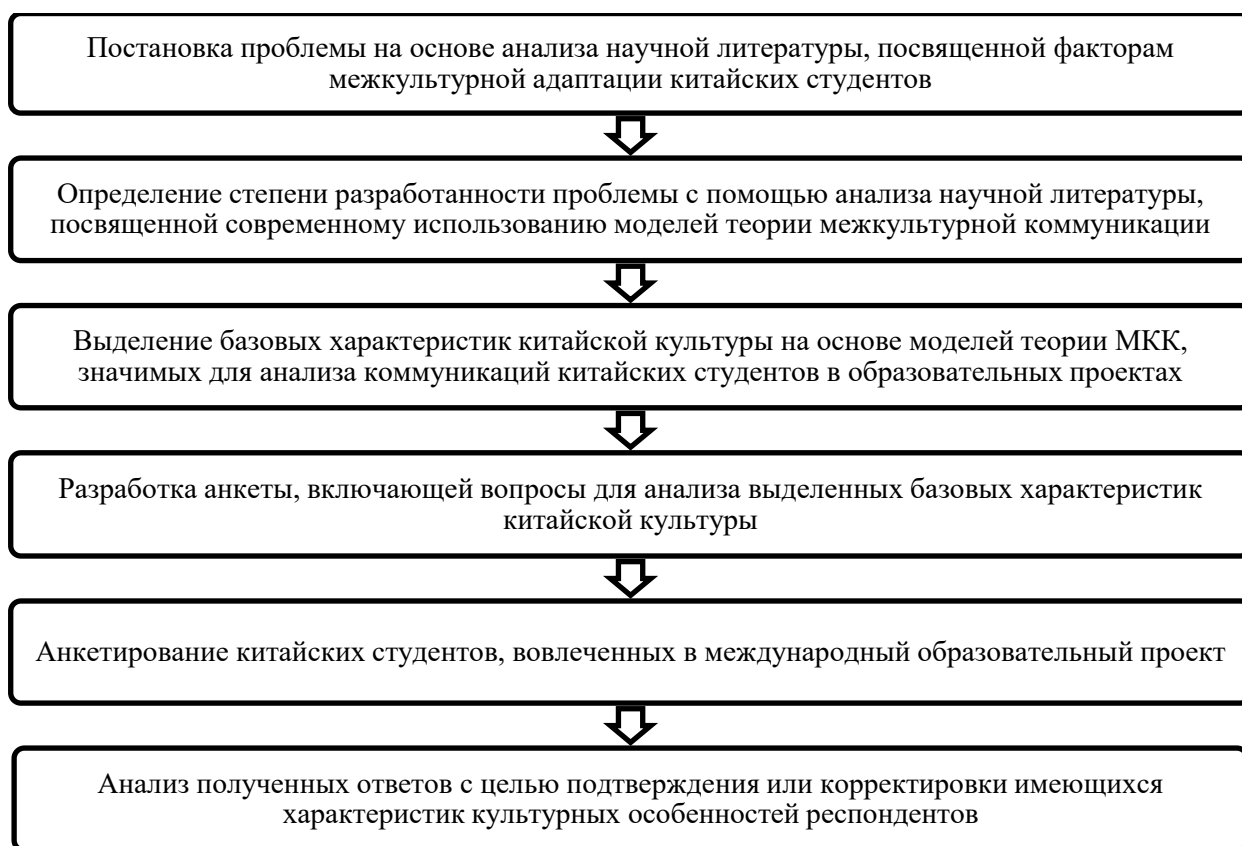 Постановка проблемы на основе анализа научной литературы, посвященной факторам
межкультурной адаптации китайских студентов
Определение степени разработанности проблемы с помощью анализа научной литературы,
посвященной современному использованию моделей теории межкультурной коммуникации
Выделение базовых характеристик китайской культуры на основе моделей теории МКК,
значимых для анализа коммуникаций китайских студентов в образовательных проектах
Разработка анкеты, включающей вопросы для анализа выделенных базовых характеристик
китайской культуры
Анкетирование китайских студентов, вовлеченных в международный образовательный проект
Анализ полученных ответов с целью подтверждения или корректировки имеющихся
характеристик культурных особенностей респондентов